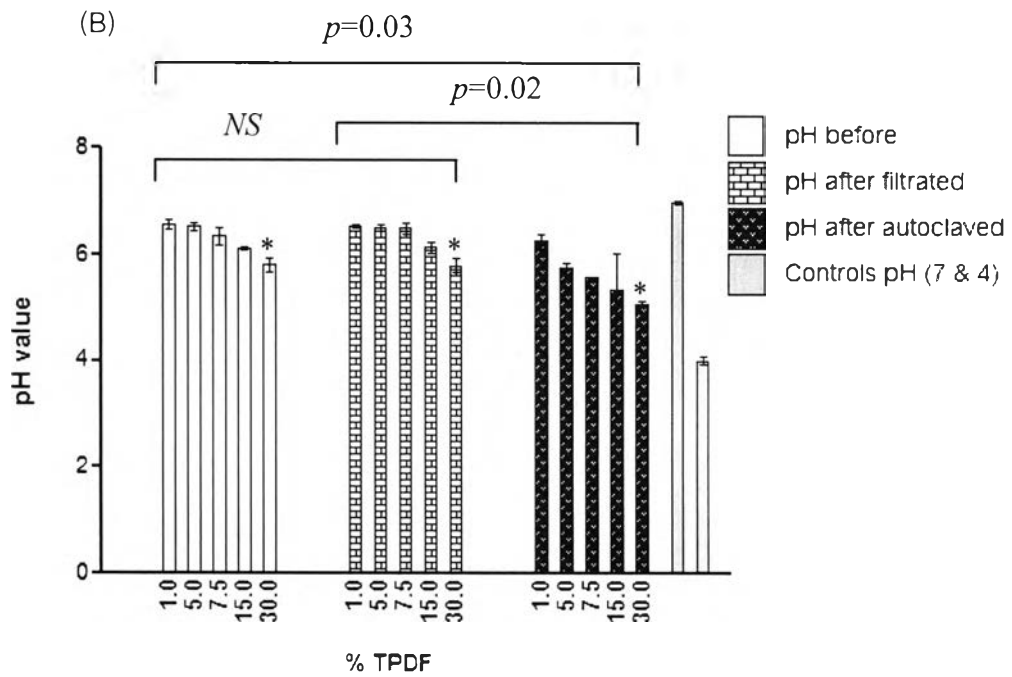 (B)
p=0.03
p=0.02
NS
8
6
4
2
0
pH value
* * *
1.0 5.0 7.5 15.0 30.0 1.0 5.0 7.5 15.0 30.0 1.0 5.0 7.5 15.0 30.0
% TPDF
pH before
pH after filtrated
pH after autoclaved
Controls pH (7 & 4)